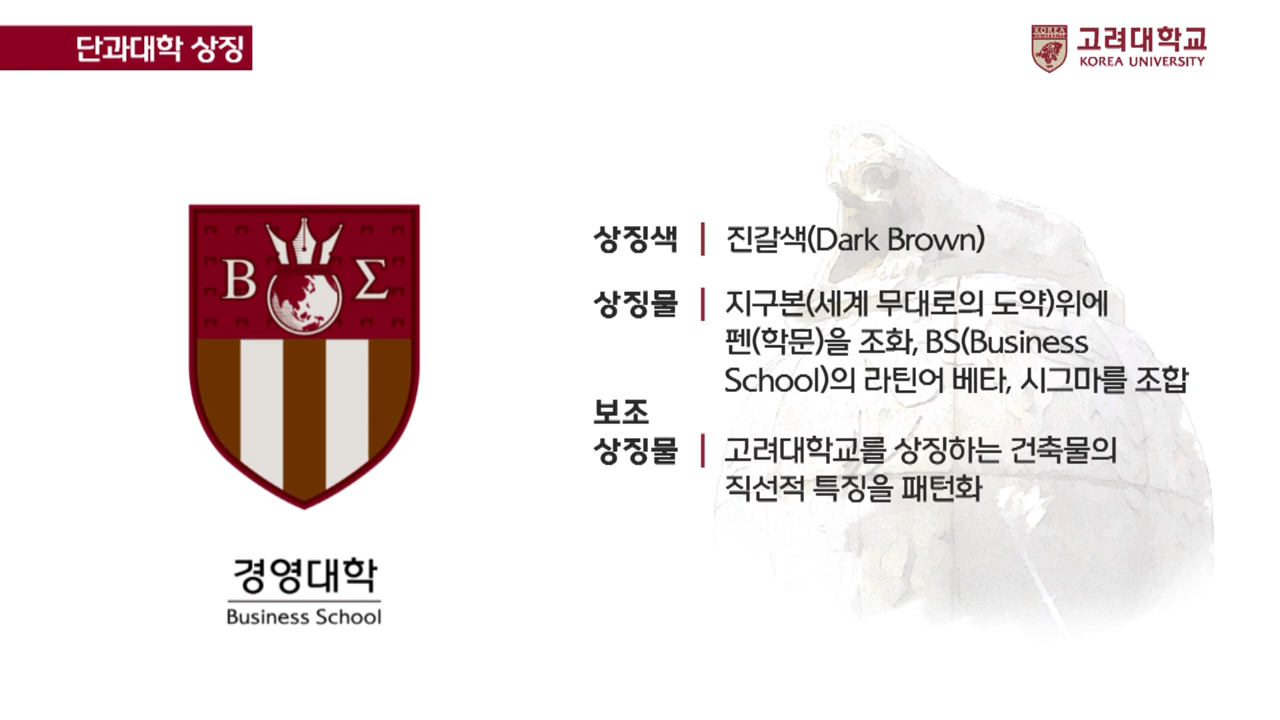 단과대학 상징
고려대학교
KOREA UNIVERSITY
Β Σ
경영대학
Business School
상징색 | 진갈색(Dark Brown)
상징물 | 지구본(세계 무대로의 도약)위에
펜(학문)을 조화, BS(Business
School)의 라틴어 베타, 시그마를 조합
보조
상징물 | 고려대학교를 상징하는 건축물의
직선적 특징을 패턴화